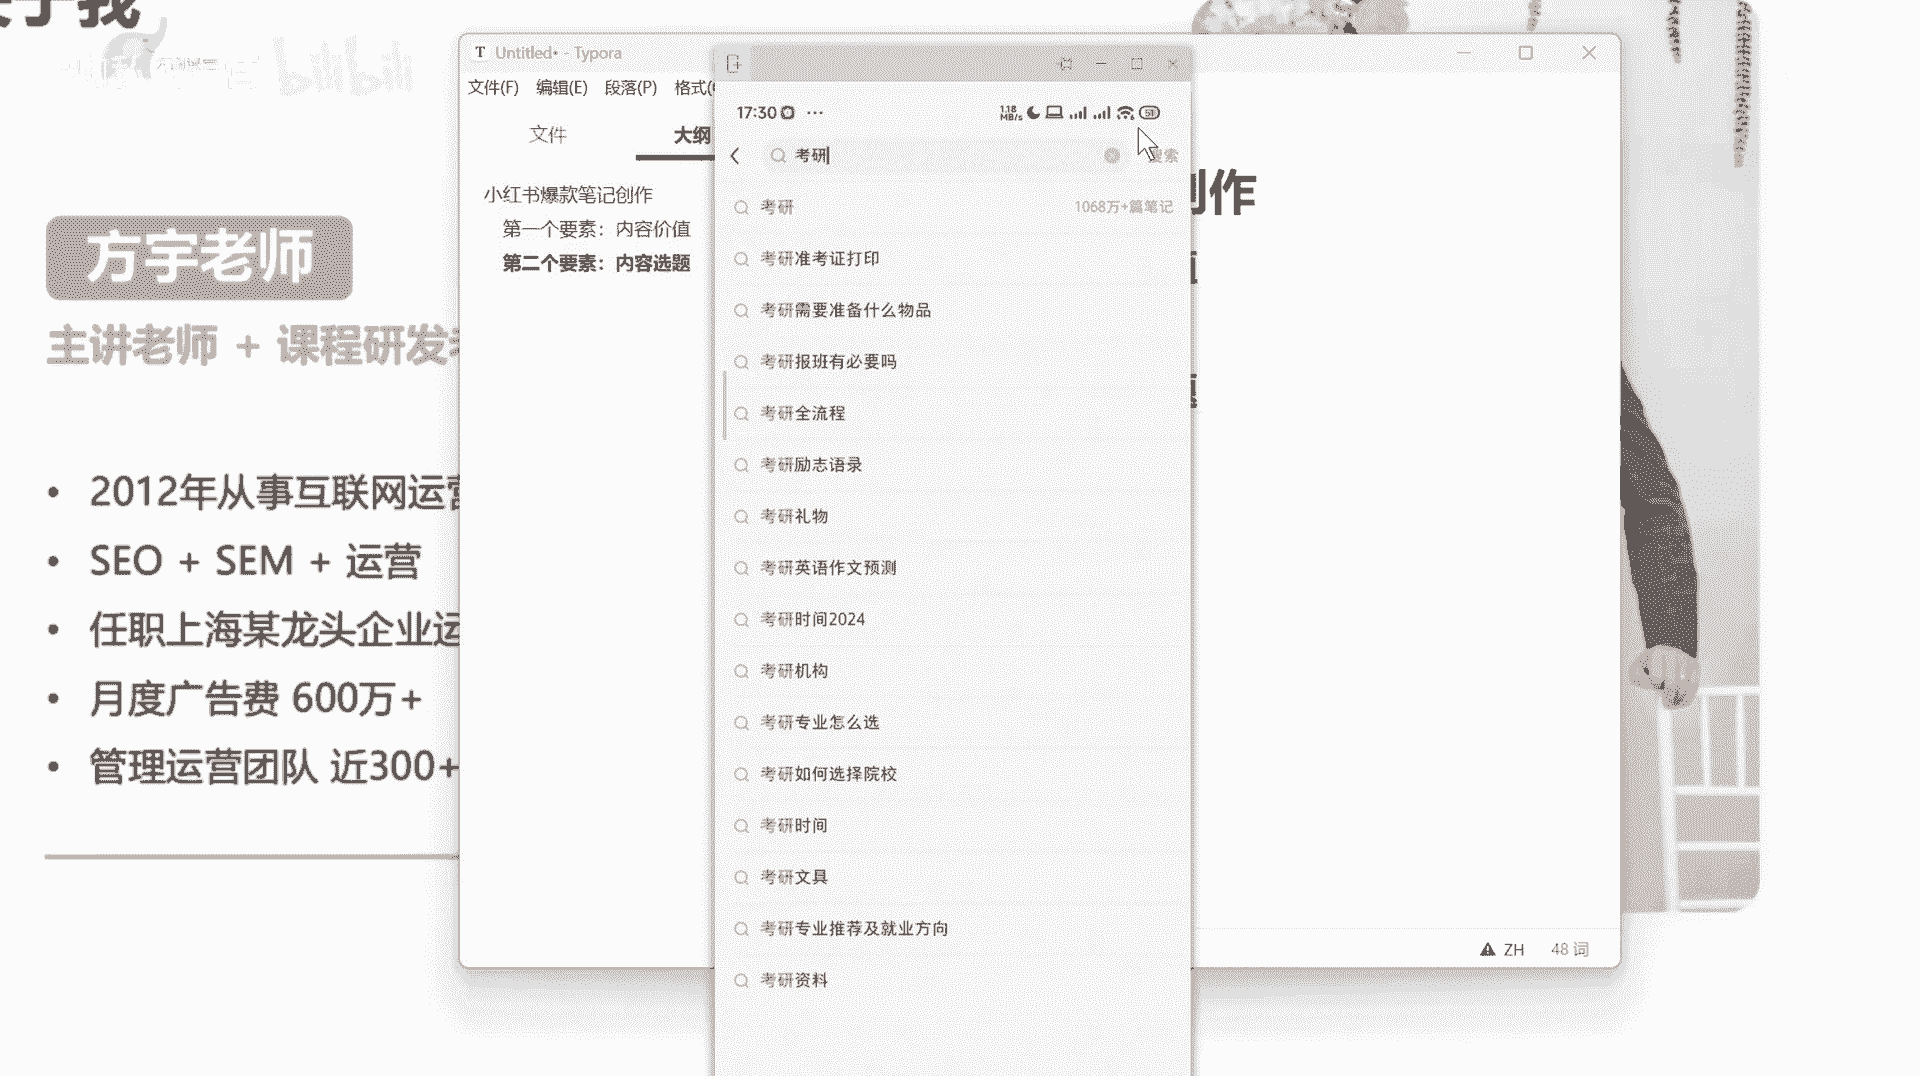 关于我
bilibili
方宇老师
主讲老师 + 课程研发
• 2012年从事互联网运营
• SEO + SEM + 运营
• 任职上海某龙头企业运
• 月度广告费 600万+
• 管理运营团队 近300+
Untitled• - Typora
文件(F) 编辑(E) 段落(P) 格式(
文件 大纲
小红书爆款笔记创作
第一个要素：内容价值
第二个要素：内容选题
创作
ZH 48 词
17:30 ··· 1.18 MB/s 51
考研 搜索
考研 1068万+篇笔记
考研准考证打印
考研需要准备什么物品
考研报班有必要吗
考研全流程
考研励志语录
考研礼物
考研英语作文预测
考研时间2024
考研机构
考研专业怎么选
考研如何选择院校
考研时间
考研文具
考研专业推荐及就业方向
考研资料